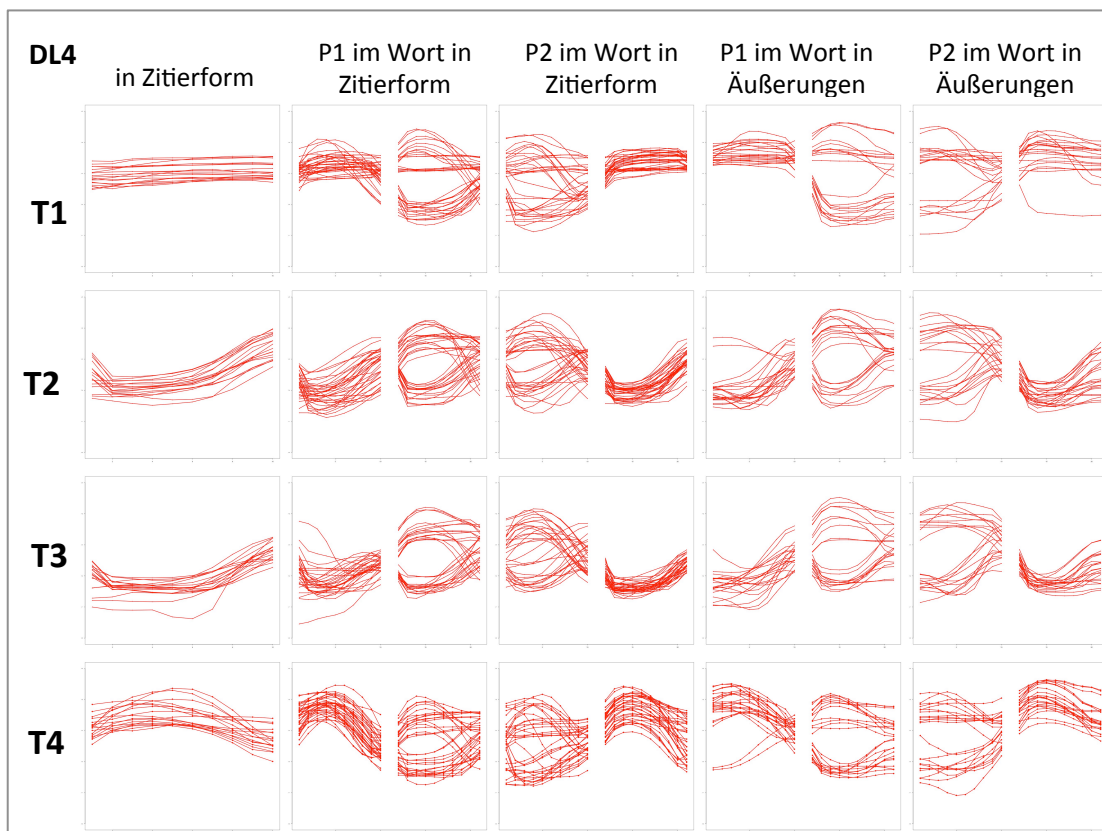 DL4
in Zitierform
P1 im Wort in
Zitierform
P2 im Wort in
Zitierform
P1 im Wort in
Äußerungen
P2 im Wort in
Äußerungen
T1
T2
T3
T4